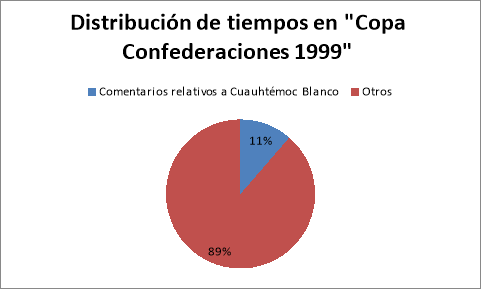 Distribución de tiempos en "Copa
Confederaciones 1999"
Comentarios relativos a Cuauhtémoc Blanco Otros
11%
89%